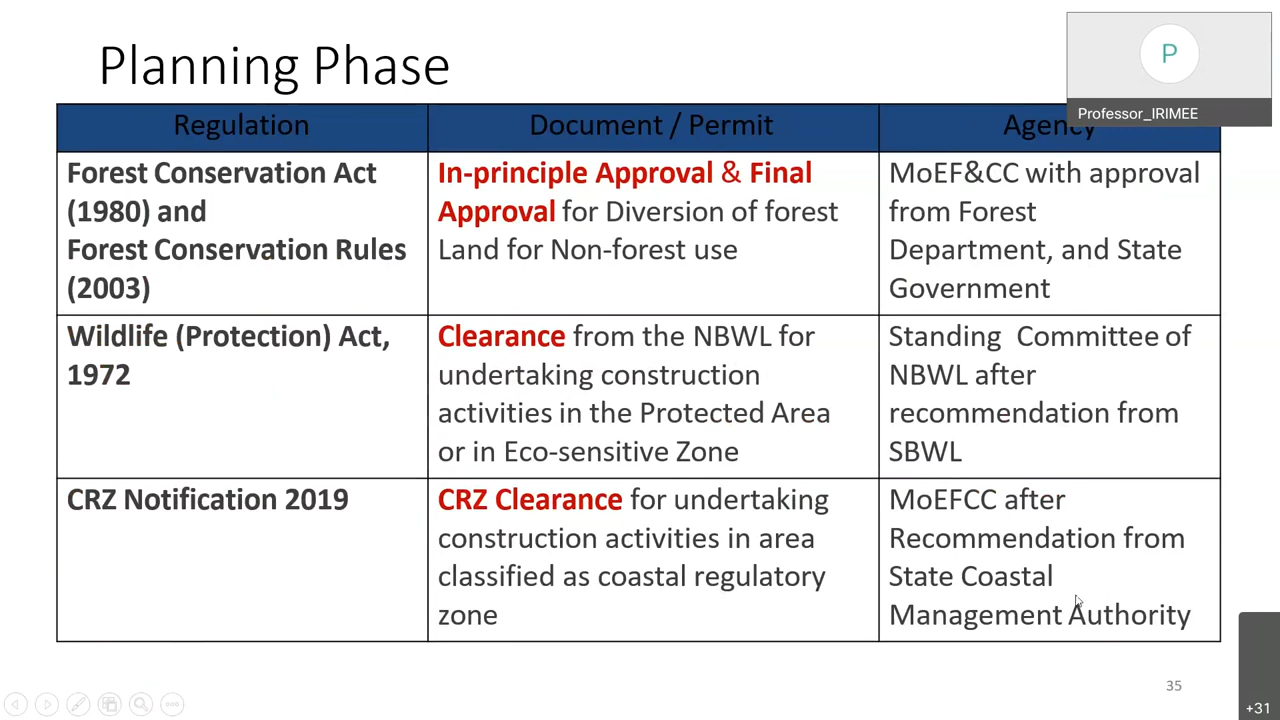 Planning Phase
P
Professor_IRIMEE
Regulation
Document / Permit
Agency
Forest Conservation Act
(1980) and
Forest Conservation Rules
(2003)
In-principle Approval & Final
Approval for Diversion of forest
Land for Non-forest use
MoEF&CC with approval
from Forest
Department, and State
Government
Wildlife (Protection) Act,
1972
Clearance from the NBWL for
undertaking construction
activities in the Protected Area
or in Eco-sensitive Zone
Standing Committee of
NBWL after
recommendation from
SBWL
CRZ Notification 2019
CRZ Clearance for undertaking
construction activities in area
classified as coastal regulatory
zone
MoEFCC after
Recommendation from
State Coastal
Management Authority
35
+31